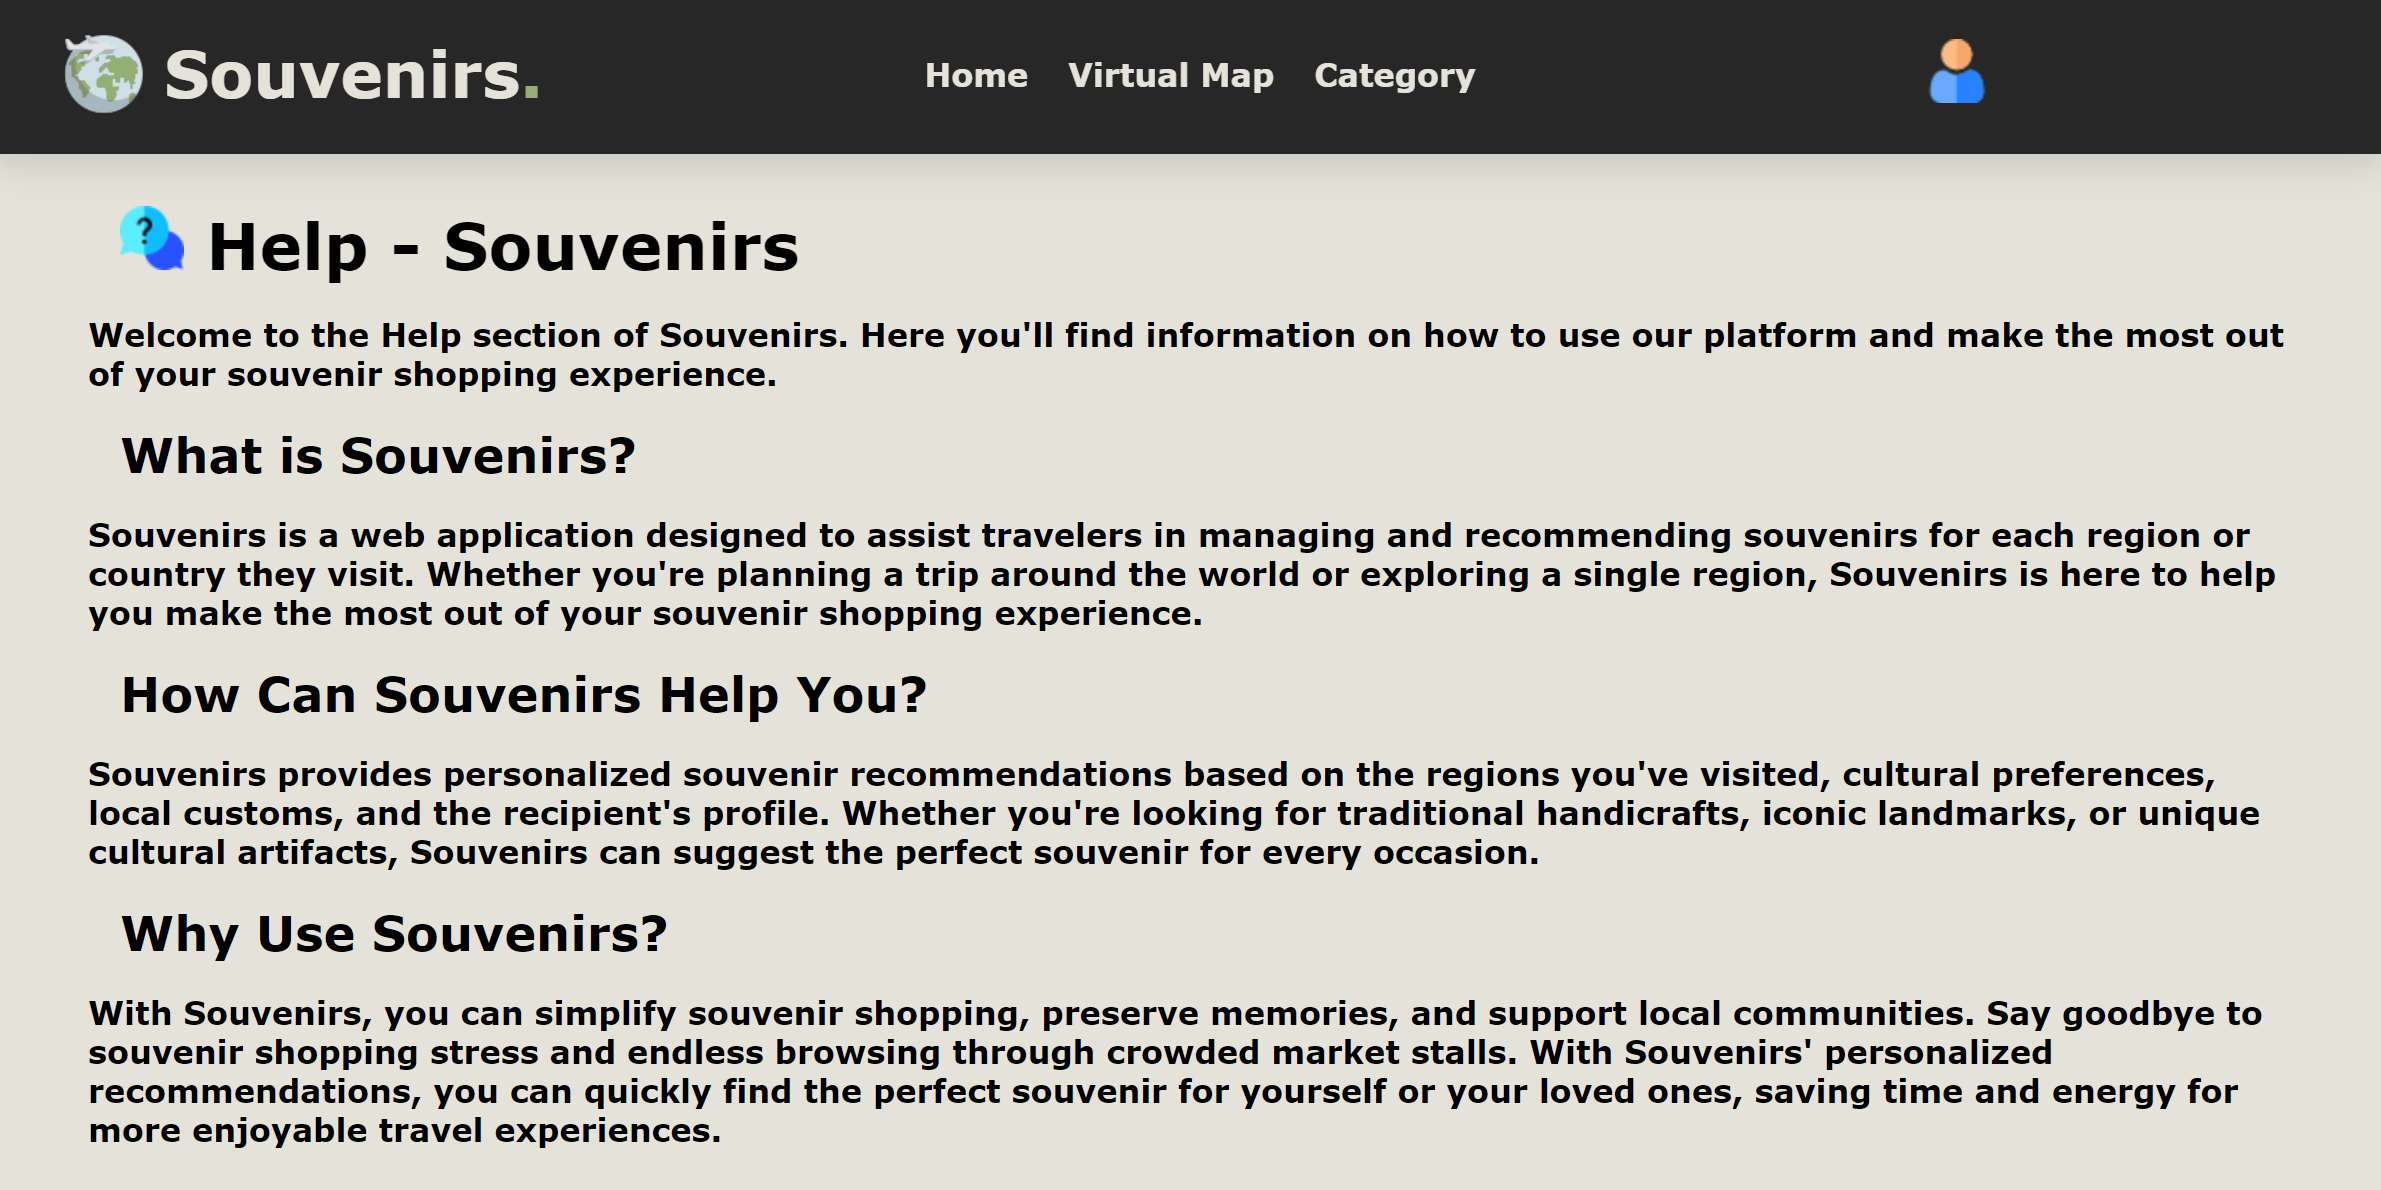 Souvenirs.
Home Virtual Map Category
? Help - Souvenirs
Welcome to the Help section of Souvenirs. Here you'll find information on how to use our platform and make the most out
of your souvenir shopping experience.
What is Souvenirs?
Souvenirs is a web application designed to assist travelers in managing and recommending souvenirs for each region or
country they visit. Whether you're planning a trip around the world or exploring a single region, Souvenirs is here to help
you make the most out of your souvenir shopping experience.
How Can Souvenirs Help You?
Souvenirs provides personalized souvenir recommendations based on the regions you've visited, cultural preferences,
local customs, and the recipient's profile. Whether you're looking for traditional handicrafts, iconic landmarks, or unique
cultural artifacts, Souvenirs can suggest the perfect souvenir for every occasion.
Why Use Souvenirs?
With Souvenirs, you can simplify souvenir shopping, preserve memories, and support local communities. Say goodbye to
souvenir shopping stress and endless browsing through crowded market stalls. With Souvenirs' personalized
recommendations, you can quickly find the perfect souvenir for yourself or your loved ones, saving time and energy for
more enjoyable travel experiences.